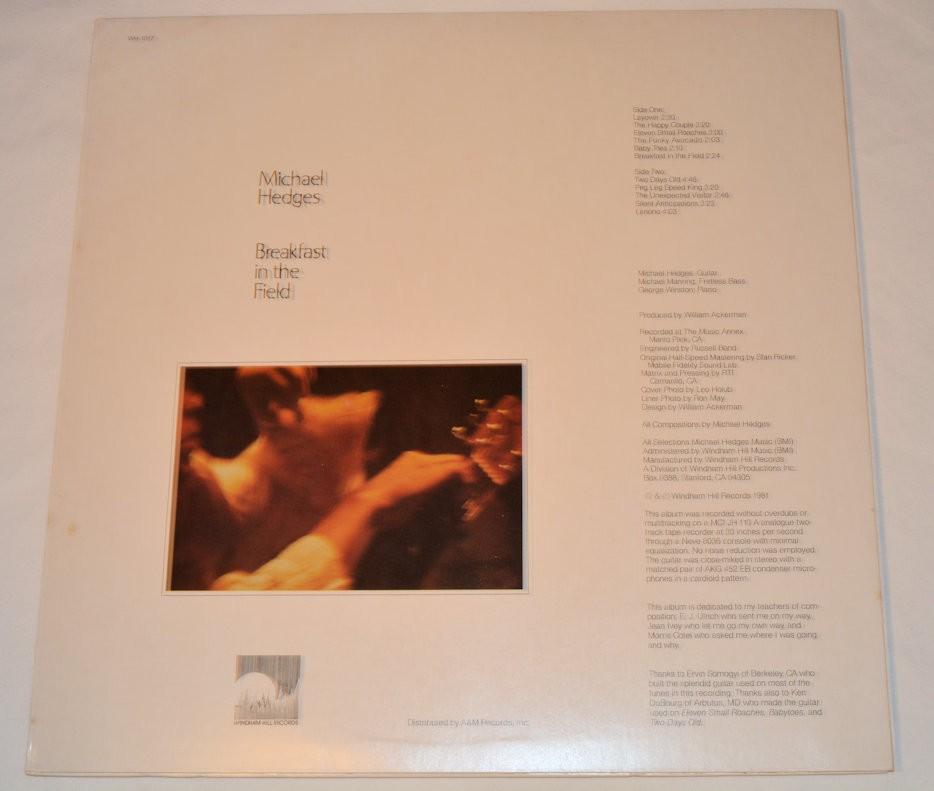 Michael
Hedges
Breakfast
in the
Field
WINDHAM HILL RECORDS
Distributed by A&M Records, Inc.
Side One:
Layover 2:30
The Happy Couple 3:20
Eleven Small Roaches 3:00
The Funky Avocado 2:03
Baby Toes 2:10
Breakfast in the Field 2:24
Side Two:
Two Days Old 4:46
Peg Leg Speed King 3:20
The Unexpected Visitor 2:46
Silent Anticipations 3:23
Lenono 4:03
Michael Hedges, Guitar
Michael Manring, Fretless Bass
George Winston, Piano
Produced by William Ackerman
Recorded at The Music Annex,
Menlo Park, CA
Engineered by Russell Bond
Original Half-Speed Mastering by Stan Ricker,
Mobile Fidelity Sound Lab
Matrix and Pressing by RTI,
Camarillo, CA
Cover Photo by Leo Holub
Liner Photo by Ron May
Design by William Ackerman
All Compositions by Michael Hedges
All Selections Michael Hedges Music (BMI)
Administered by Windham Hill Music (BMI)
Manufactured by Windham Hill Records
A Division of Windham Hill Productions Inc.
Box 9388, Stanford, CA 94305
© & ℗ Windham Hill Records 1981
This album was recorded without overdubs or
multitracking on a MCI JH 110 A analogue two-
track tape recorder at 30 inches per second
through a Neve 8036 console with minimal
equalization. No noise reduction was employed.
The guitar was close-miked in stereo with a
matched pair of AKG 452 EB condenser micro-
phones in a cardioid pattern.
This album is dedicated to my teachers of com-
position: E. J. Ulrich who sent me on my way,
Jean Ivey who let me go my own way, and
Morris Cotel who asked me where I was going
and why.
Thanks to Ervin Somogyi of Berkeley, CA who
built the splendid guitar used on most of the
tunes in this recording. Thanks also to Ken
DuBourg of Arbutus, MD who made the guitar
used on Eleven Small Roaches, Babytoes, and
Two Days Old.